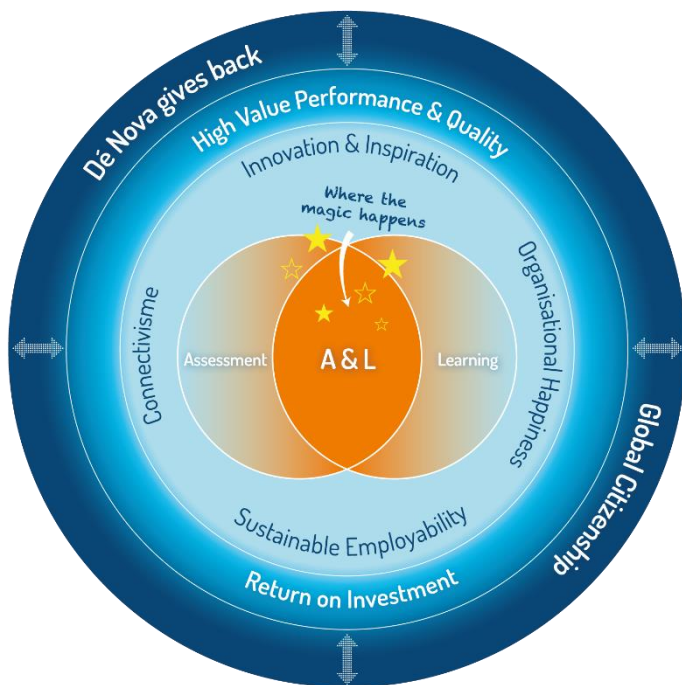 Dé Nova gives back
High Value Performance & Quality
Innovation & Inspiration
Where the
magic happens
Connectivisme
Organisational Happiness
Assessment
A & L
Learning
Sustainable Employability
Return on Investment
Global Citizenship